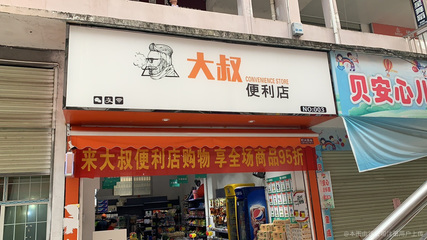 大叔
CONVENIENCE STORE
便利店
NO:003
贝安心儿
来大叔便利店购物 享全场商品95折